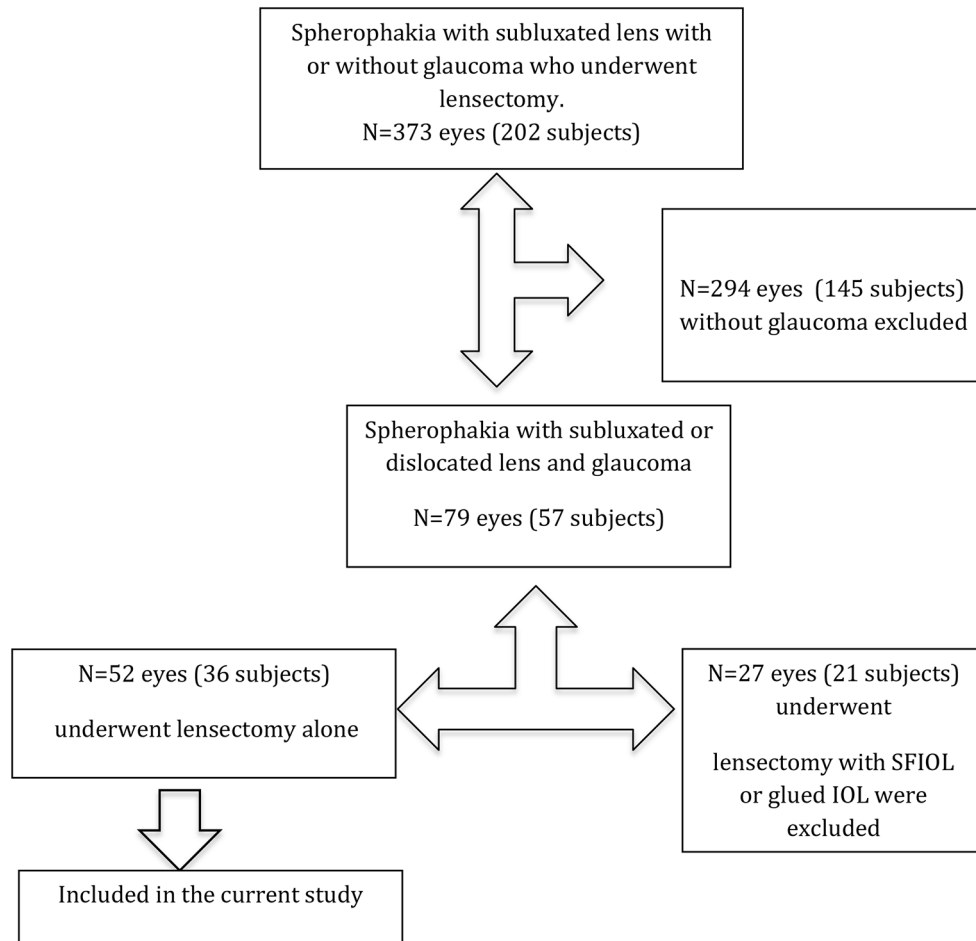 Spherophakia with subluxated lens with
or without glaucoma who underwent
lensectomy.
N=373 eyes (202 subjects)
N=294 eyes (145 subjects)
without glaucoma excluded
Spherophakia with subluxated or
dislocated lens and glaucoma
N=79 eyes (57 subjects)
N=52 eyes (36 subjects)
underwent lensectomy alone
N=27 eyes (21 subjects)
underwent
lensectomy with SFIOL
or glued IOL were
excluded
Included in the current study